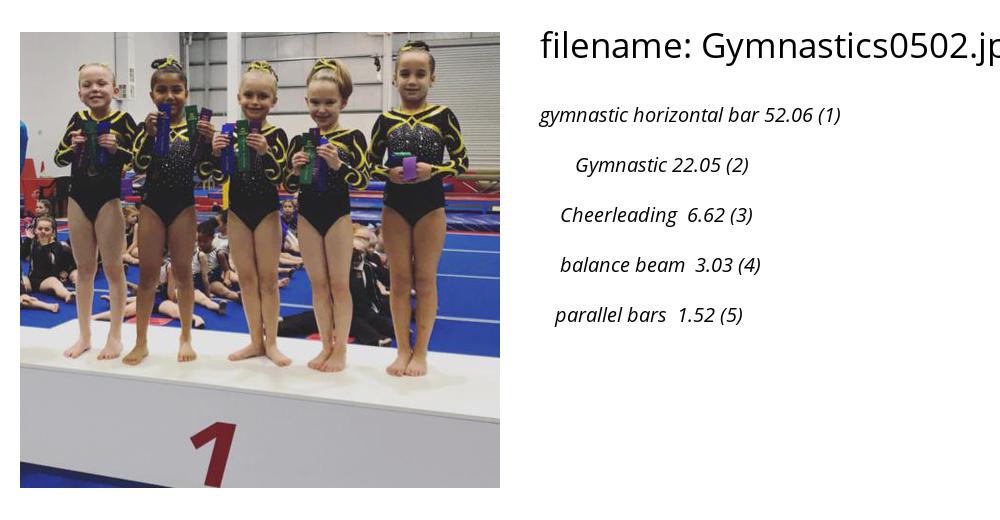 filename: Gymnastics0502.jp
gymnastic horizontal bar 52.06 (1)
Gymnastic 22.05 (2)
Cheerleading 6.62 (3)
balance beam 3.03 (4)
parallel bars 1.52 (5)
1